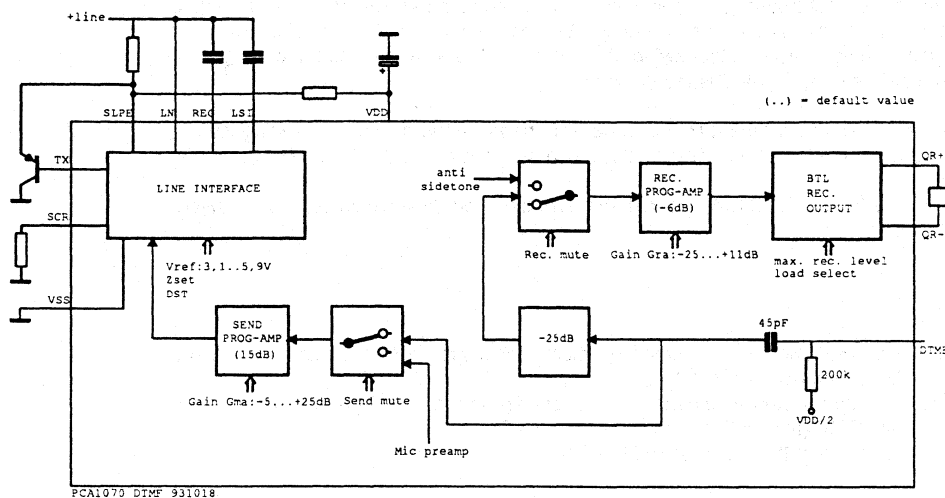 +line
(..) = default value
SLPE
LN
REC
LSI
VDD
TX
LINE INTERFACE
SCR
VSS
Vref:3,1..5,9V
Zset
DST
anti
sidetone
Rec. mute
REC.
PROG-AMP
(-6dB)
Gain Gra:-25...+11dB
BTL
REC.
OUTPUT
QR+
QR-
max. rec. level
load select
SEND
PROG-AMP
(15dB)
Gain Gma:-5...+25dB
Send mute
Mic preamp
-25dB
45pF
200k
VDD/2
DTMF
PCA1070 DTMF 931018